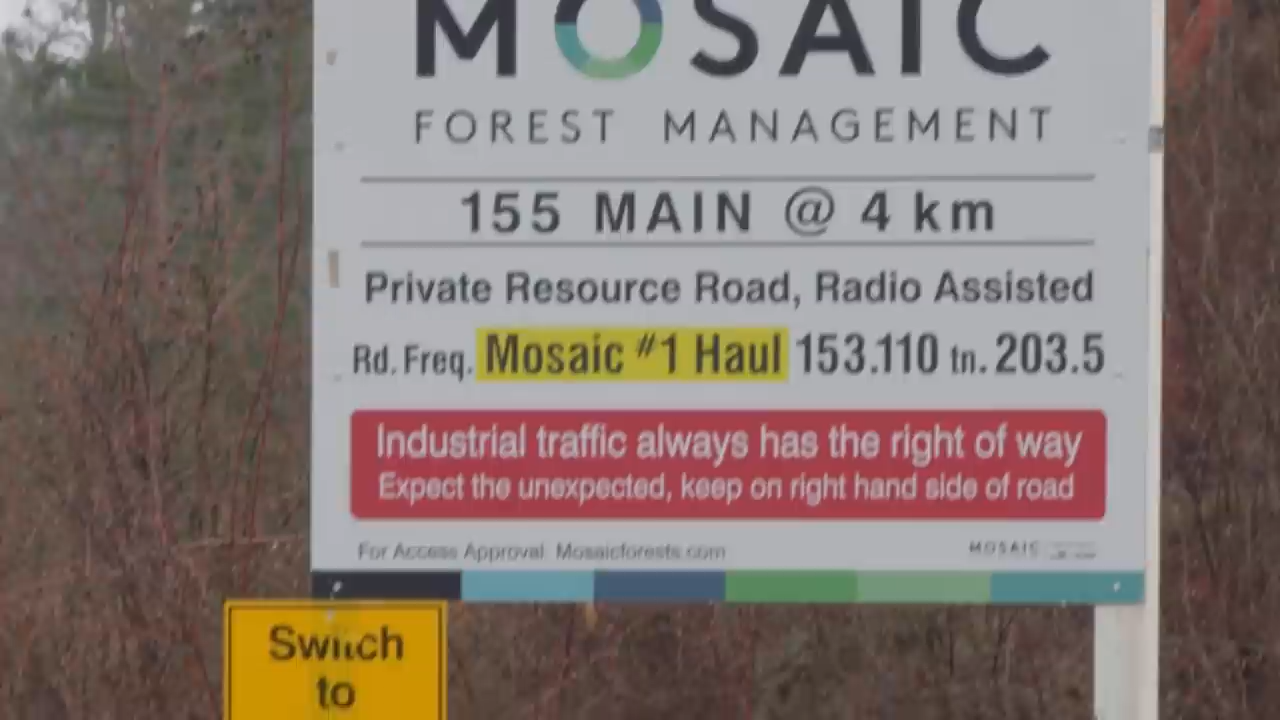 MOSAIC
FOREST MANAGEMENT
155 MAIN @ 4 km
Private Resource Road, Radio Assisted
Rd. Freq. Mosaic #1 Haul 153.110 tn. 203.5
Industrial traffic always has the right of way
Expect the unexpected, keep on right hand side of road
For Access Approval: Mosaicforests.com
MOSAIC
Switch
to